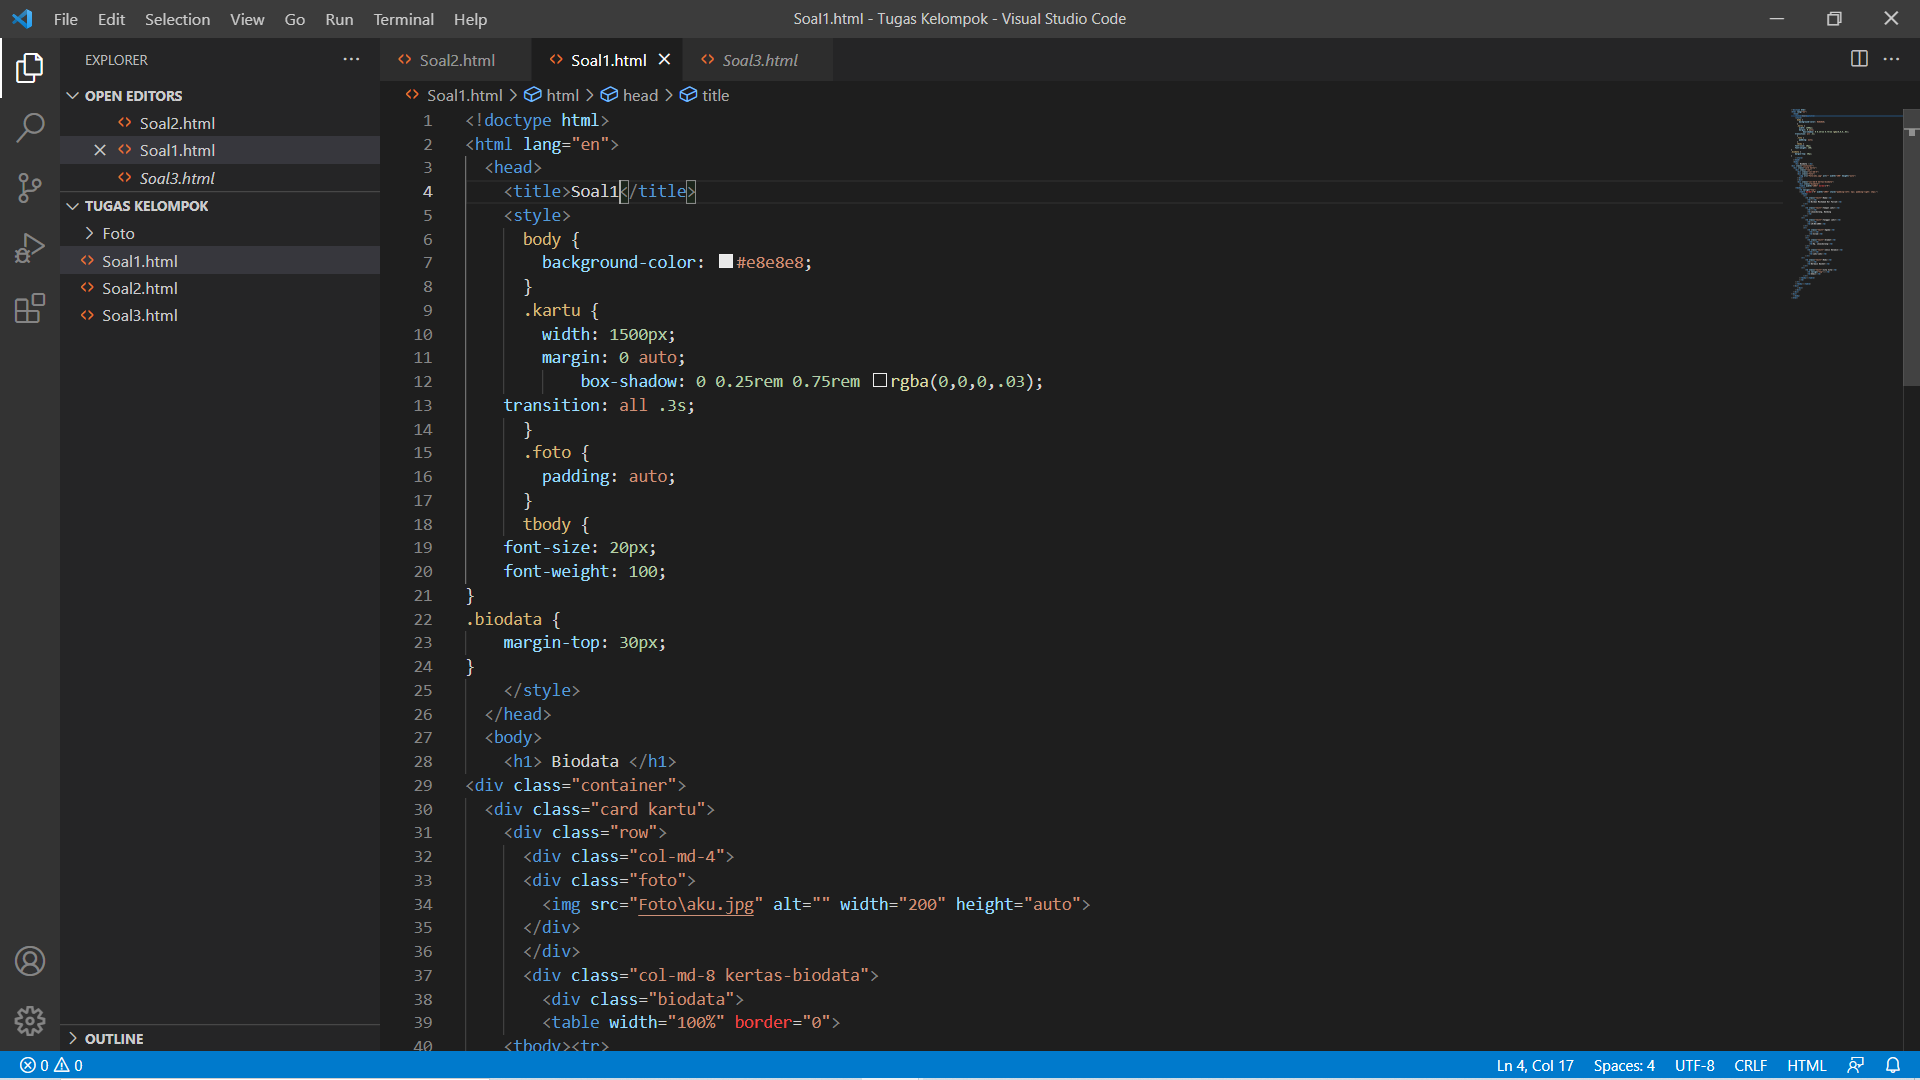 File Edit Selection View Go Run Terminal Help
Soal1.html - Tugas Kelompok - Visual Studio Code
EXPLORER
OPEN EDITORS
Soal2.html
Soal1.html
Soal3.html
TUGAS KELOMPOK
Foto
Soal1.html
Soal2.html
Soal3.html
OUTLINE
Soal2.html Soal1.html Soal3.html
Soal1.html > html > head > title
1 <!doctype html>
2 <html lang="en">
3 <head>
4 <title>Soal1</title>
5 <style>
6 body {
7 background-color: #e8e8e8;
8 }
9 .kartu {
10 width: 1500px;
11 margin: 0 auto;
12 box-shadow: 0 0.25rem 0.75rem rgba(0,0,0,.03);
13 transition: all .3s;
14 }
15 .foto {
16 padding: auto;
17 }
18 tbody {
19 font-size: 20px;
20 font-weight: 100;
21 }
22 .biodata {
23 margin-top: 30px;
24 }
25 </style>
26 </head>
27 <body>
28 <h1> Biodata </h1>
29 <div class="container">
30 <div class="card kartu">
31 <div class="row">
32 <div class="col-md-4">
33 <div class="foto">
34 <img src="Foto\aku.jpg" alt="" width="200" height="auto">
35 </div>
36 </div>
37 <div class="col-md-8 kertas-biodata">
38 <div class="biodata">
39 <table width="100%" border="0">
40 <tbody><tr>
0 0
Ln 4, Col 17 Spaces: 4 UTF-8 CRLF HTML